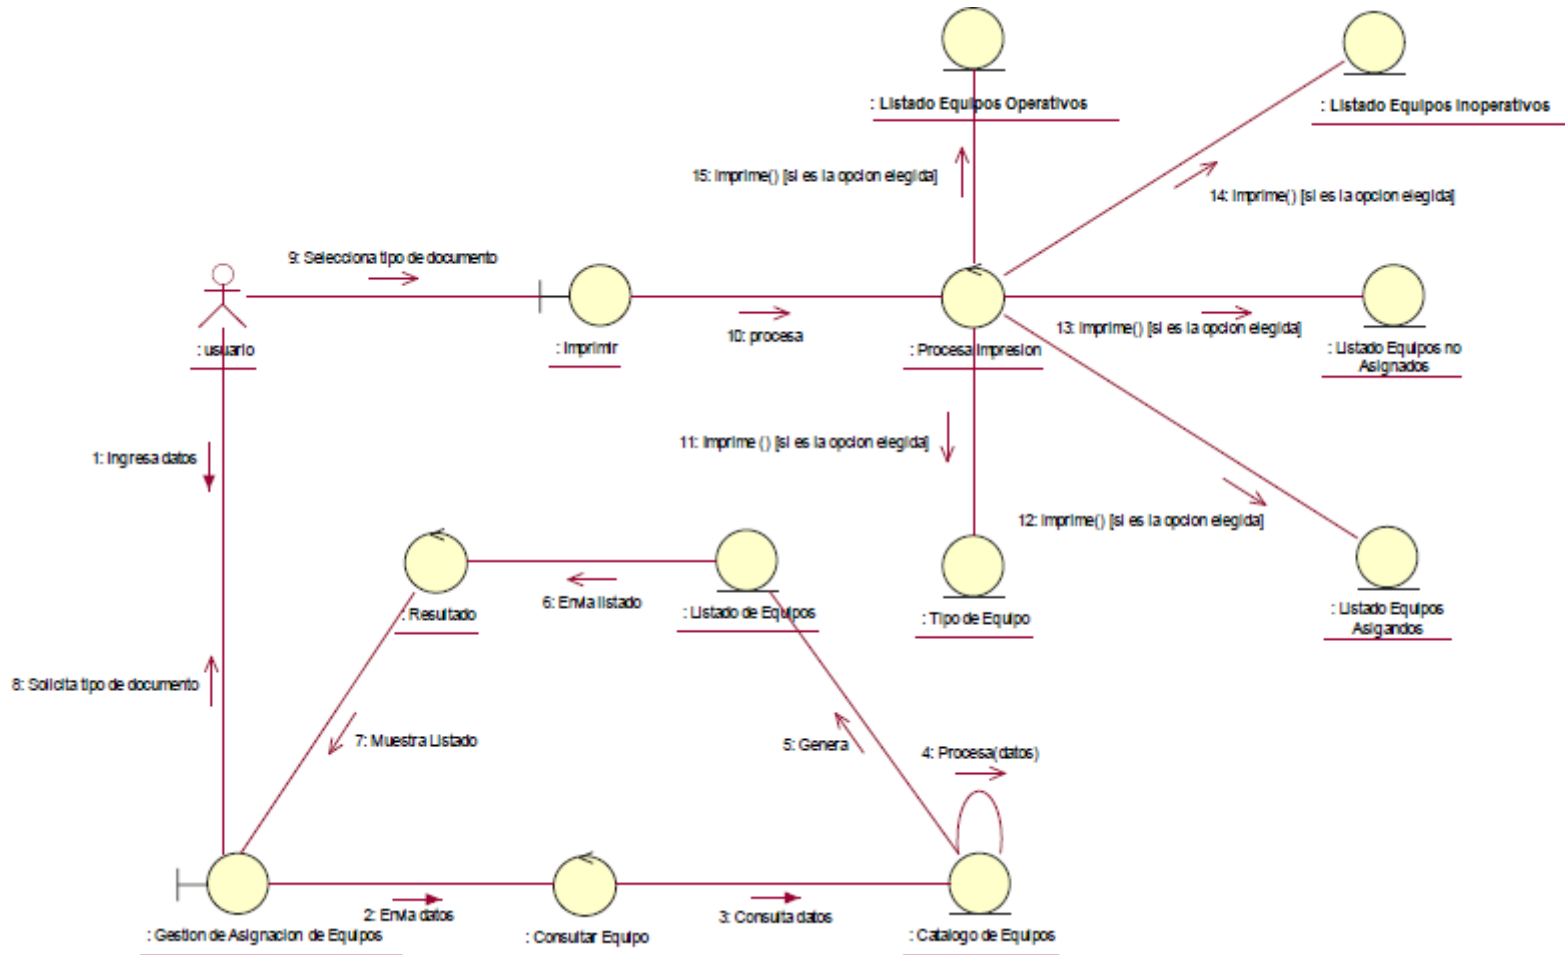 : Listado Equipos Operativos
: Listado Equipos Inoperativos
15: Imprime() [si es la opcion elegida]
14: Imprime() [si es la opcion elegida]
9: Selecciona tipo de documento
: usuario
: Imprimir
10: procesa
: Procesa Impresion
13: Imprime() [si es la opcion elegida]
: Listado Equipos no
Asignados
1: Ingresa datos
11: Imprime () [si es la opcion elegida]
12: Imprime() [si es la opcion elegida]
: Resultado
6: Envia listado
: Listado de Equipos
: Tipo de Equipo
: Listado Equipos
Asigandos
8: Solicita tipo de documento
7: Muestra Listado
5: Genera
4: Procesa(datos)
2: Envia datos
3: Consulta datos
: Gestion de Asignacion de Equipos
: Consultar Equipo
: Catalogo de Equipos